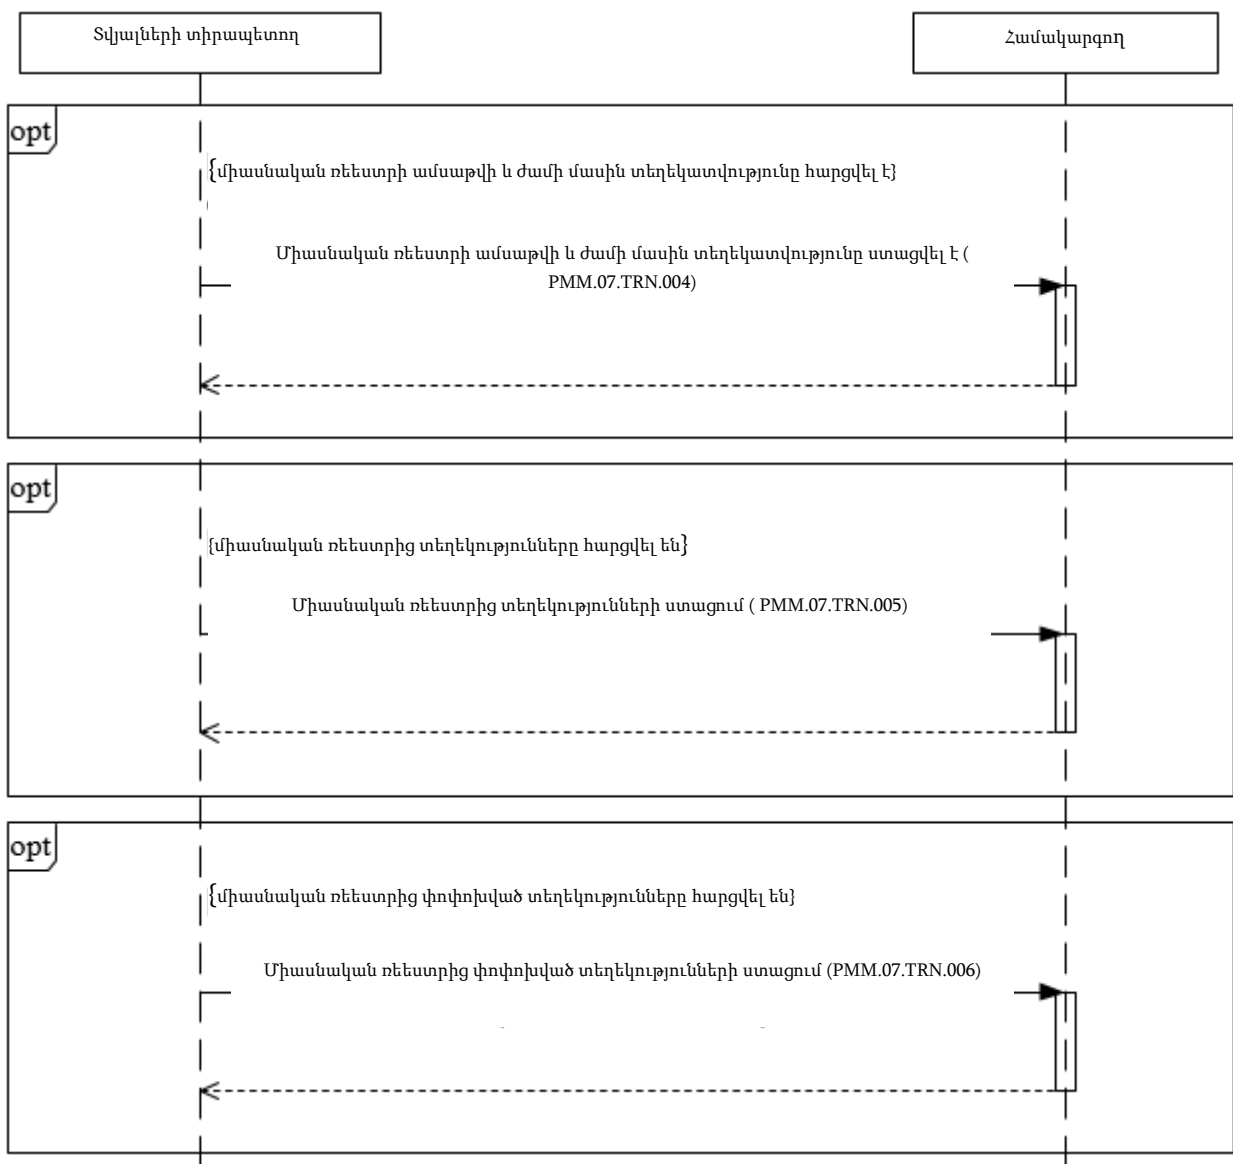 Տվյալների տիրապետող
Համակարգող
opt
{միասնական ռեեստրի ամսաթվի և ժամի մասին տեղեկատվությունը հարցվել է}
Միասնական ռեեստրի ամսաթվի և ժամի մասին տեղեկատվությունը ստացվել է (
PMM.07.TRN.004)
opt
{միասնական ռեեստրից տեղեկությունները հարցվել են}
Միասնական ռեեստրից տեղեկությունների ստացում ( PMM.07.TRN.005)
opt
{միասնական ռեեստրից փոփոխված տեղեկությունները հարցվել են}
Միասնական ռեեստրից փոփոխված տեղեկությունների ստացում (PMM.07.TRN.006)